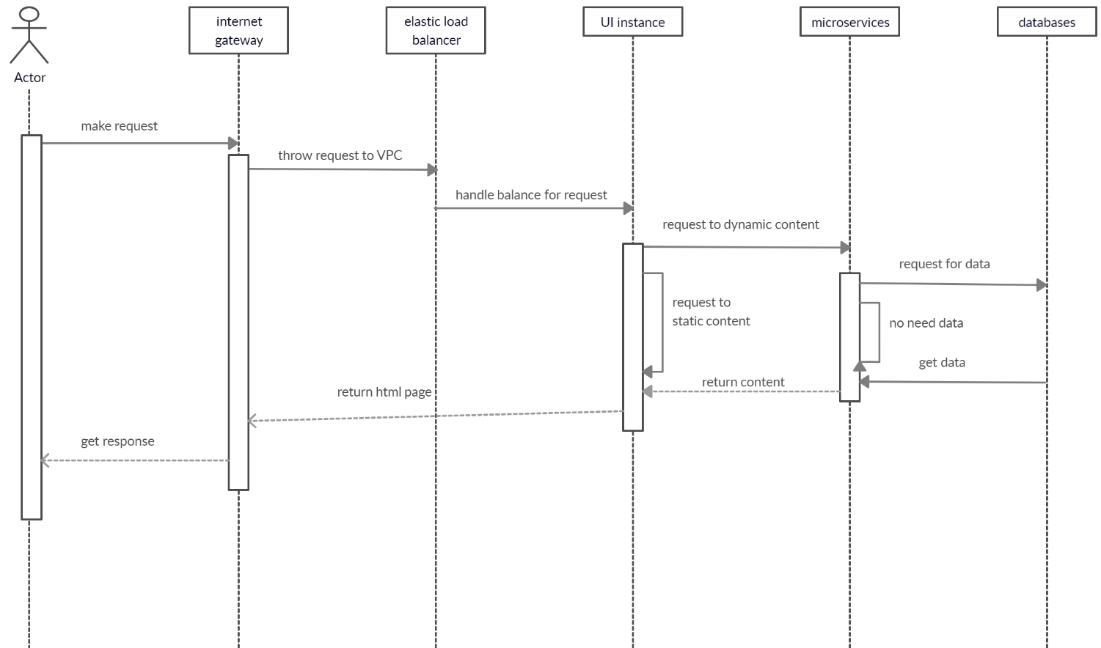 internet
gateway
elastic load
balancer
UI instance
microservices
databases
Actor
make request
throw request to VPC
handle balance for request
request to dynamic content
request for data
request to
static content
no need data
get data
return content
return html page
get response